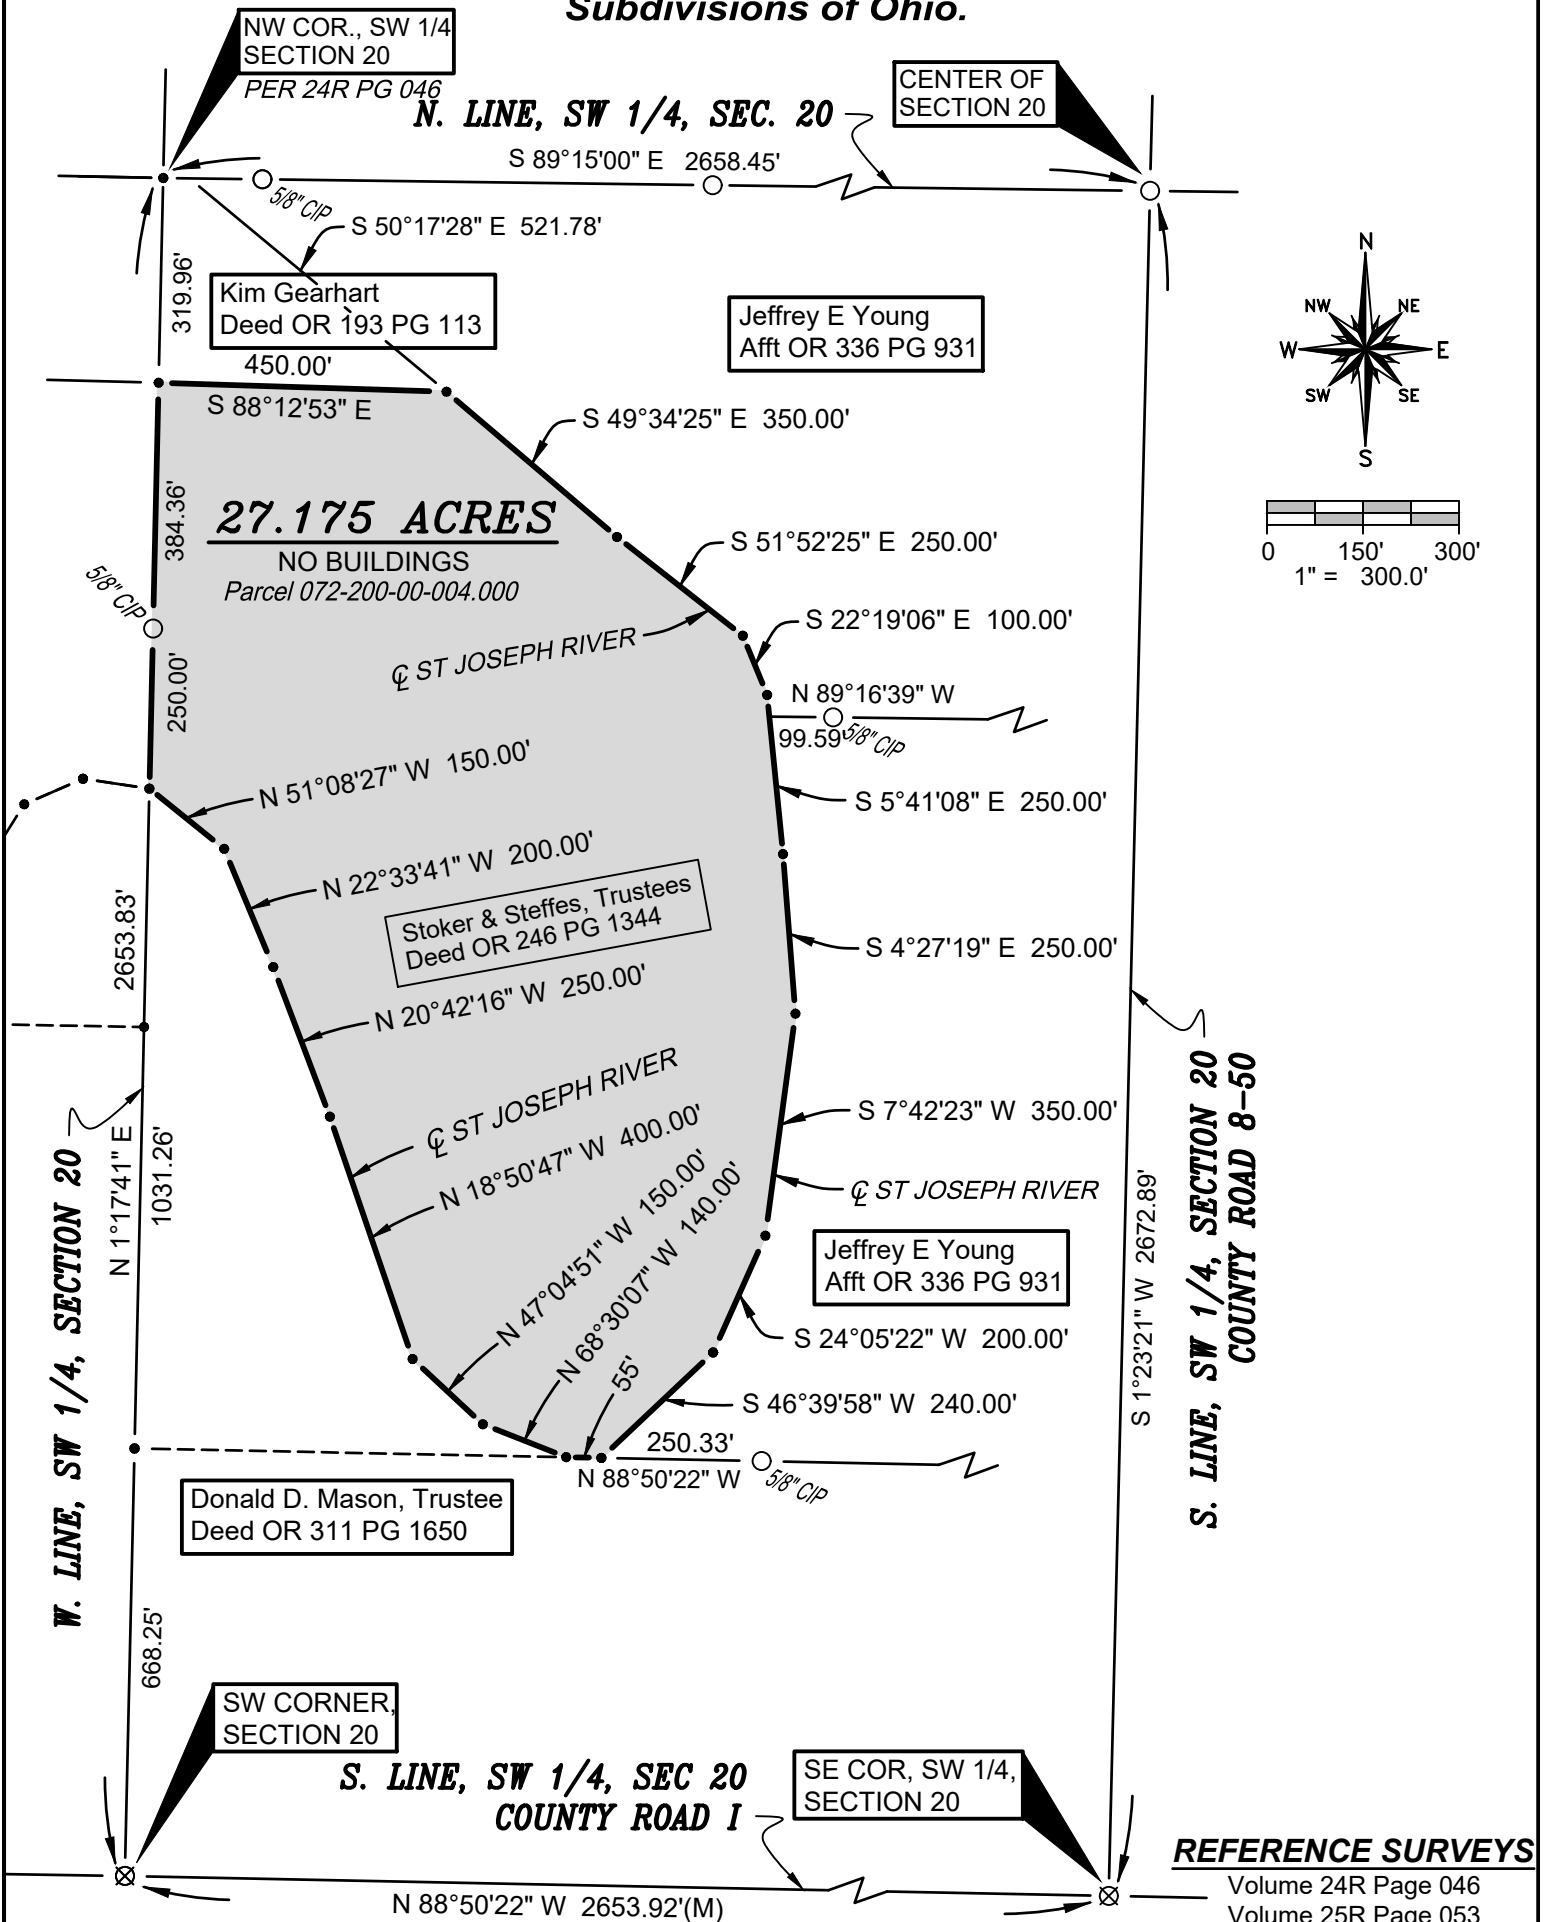 Subdivisions of Ohio.
NW COR., SW 1/4
SECTION 20
PER 24R PG 046
CENTER OF
SECTION 20
N. LINE, SW 1/4, SEC. 20
S 89°15'00" E 2658.45'
5/8" CIP
S 50°17'28" E 521.78'
319.96'
Kim Gearhart
Deed OR 193 PG 113
Jeffrey E Young
Afft OR 336 PG 931
N
NW
NE
W
E
SW
SE
S
450.00'
S 88°12'53" E
S 49°34'25" E 350.00'
384.36'
27.175 ACRES
NO BUILDINGS
Parcel 072-200-00-004.000
0 150' 300'
1" = 300.0'
S 51°52'25" E 250.00'
5/8" CIP
℄ ST JOSEPH RIVER
S 22°19'06" E 100.00'
250.00'
N 89°16'39" W
99.59'
5/8" CIP
N 51°08'27" W 150.00'
S 5°41'08" E 250.00'
N 22°33'41" W 200.00'
Stoker & Steffes, Trustees
Deed OR 246 PG 1344
2653.83'
S 4°27'19" E 250.00'
N 20°42'16" W 250.00'
℄ ST JOSEPH RIVER
S. LINE, SW 1/4, SECTION 20
COUNTY ROAD 8-50
S 7°42'23" W 350.00'
N 18°50'47" W 400.00'
W. LINE, SW 1/4, SECTION 20
N 1°17'41" E
1031.26'
℄ ST JOSEPH RIVER
S 1°23'21" W 2672.89'
N 47°04'51" W 150.00'
N 68°30'07" W 140.00'
Jeffrey E Young
Afft OR 336 PG 931
S 24°05'22" W 200.00'
55'
S 46°39'58" W 240.00'
250.33'
N 88°50'22" W
5/8" CIP
Donald D. Mason, Trustee
Deed OR 311 PG 1650
668.25'
SW CORNER,
SECTION 20
S. LINE, SW 1/4, SEC 20
COUNTY ROAD I
SE COR, SW 1/4,
SECTION 20
N 88°50'22" W 2653.92'(M)
REFERENCE SURVEYS
Volume 24R Page 046
Volume 25R Page 053